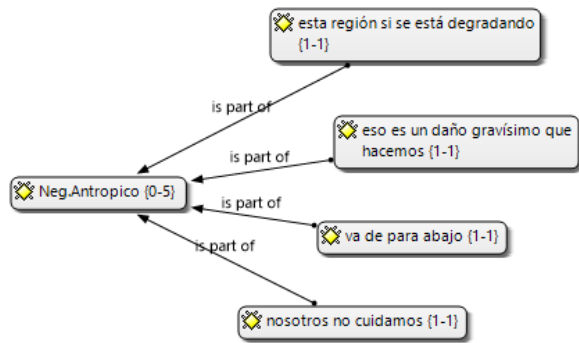 esta región si se está degradando
{1-1}
is part of
eso es un daño gravísimo que
hacemos {1-1}
is part of
Neg.Antropico {0-5}
is part of
va de para abajo {1-1}
is part of
nosotros no cuidamos {1-1}